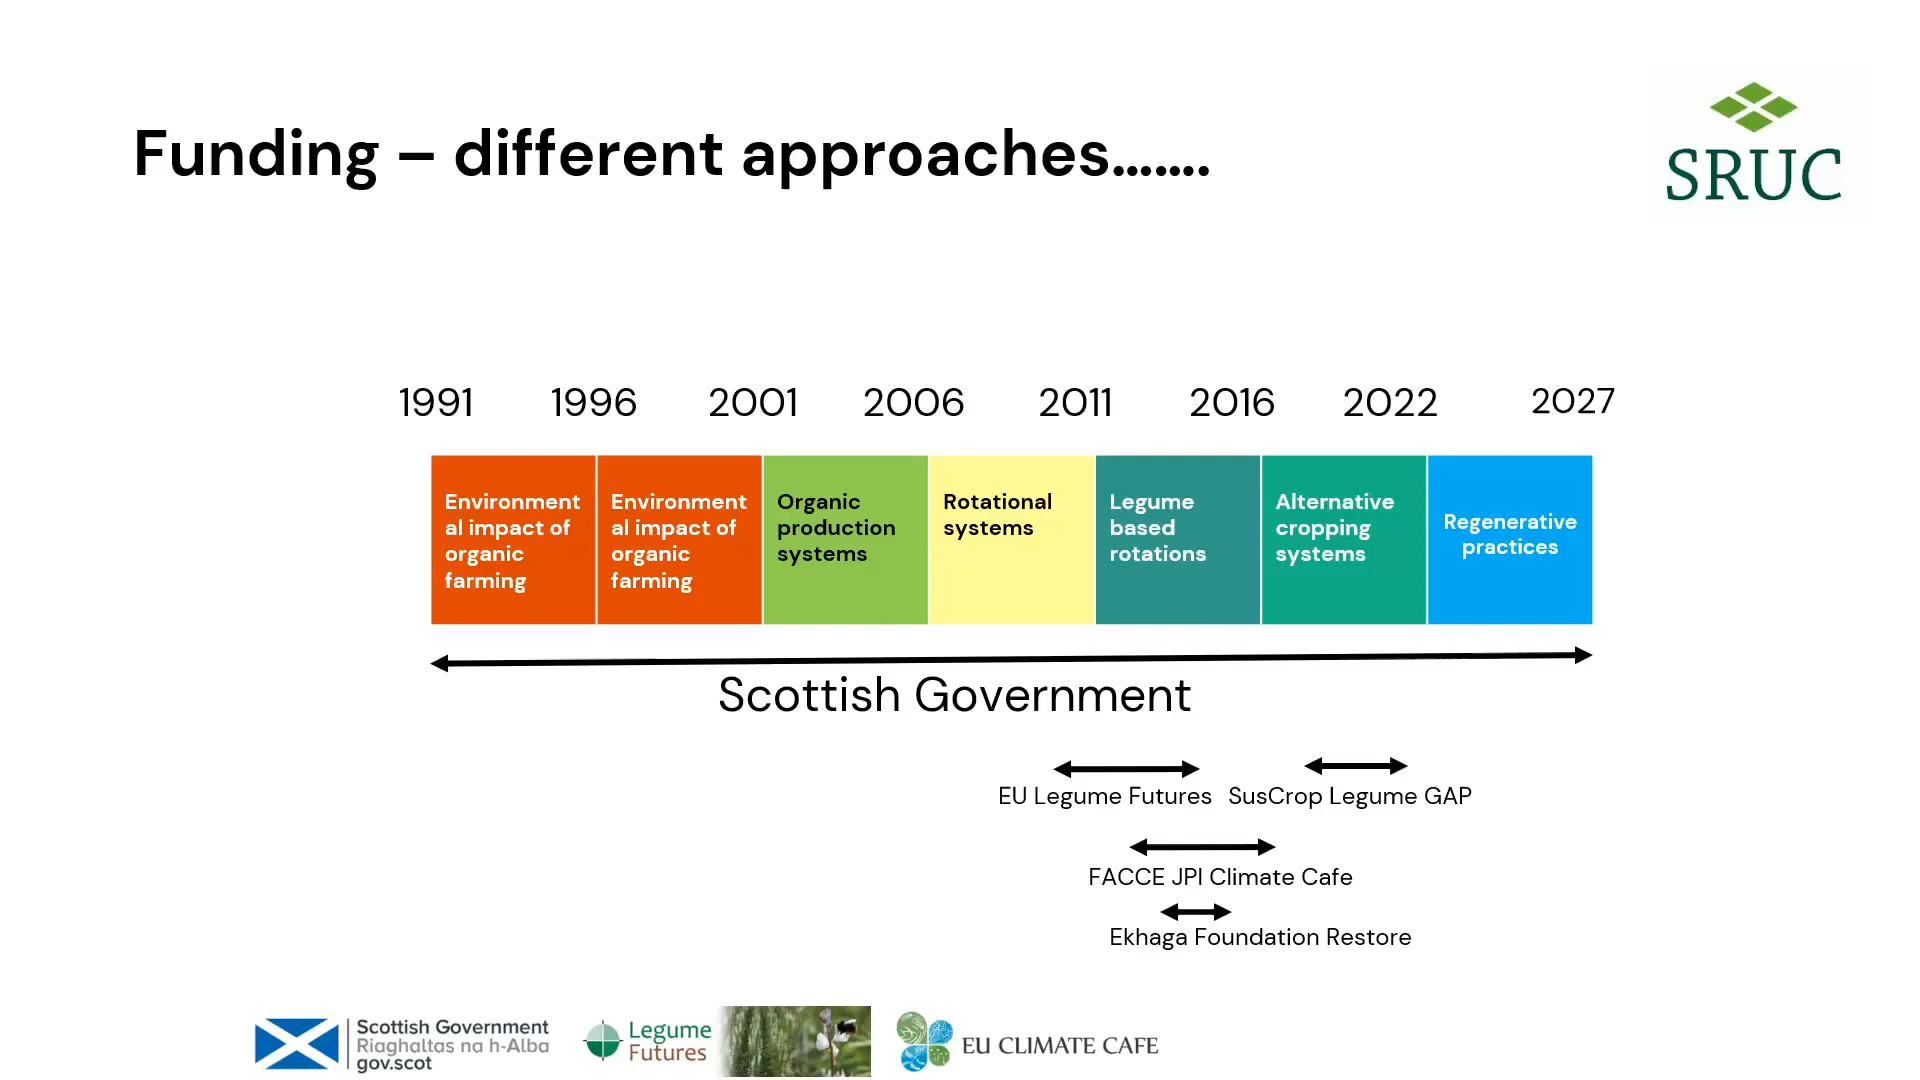 Funding – different approaches.......
SRUC
1991 1996 2001 2006 2011 2016 2022 2027
Environment
al impact of
organic
farming
Environment
al impact of
organic
farming
Organic
production
systems
Rotational
systems
Legume
based
rotations
Alternative
cropping
systems
Regenerative
practices
Scottish Government
EU Legume Futures
SusCrop Legume GAP
FACCE JPI Climate Cafe
Ekhaga Foundation Restore
Scottish Government
Riaghaltas na h-Alba
gov.scot
Legume
Futures
EU CLIMATE CAFE